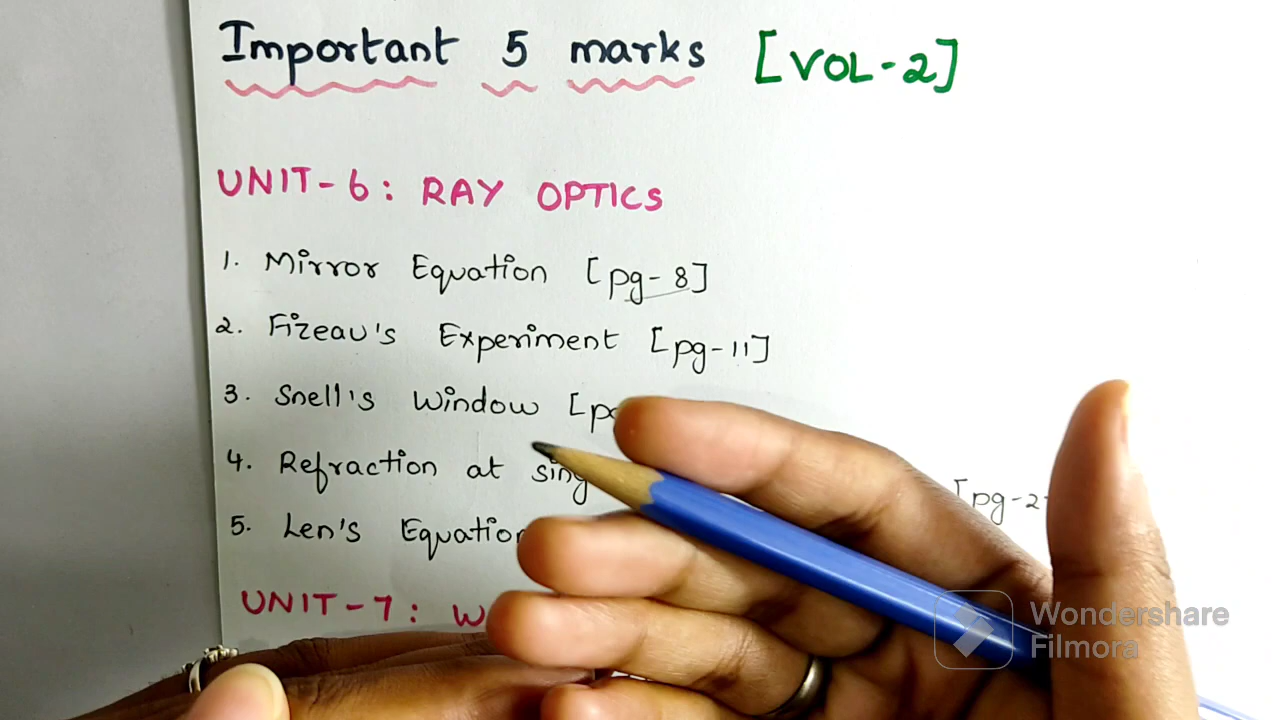 Important 5 marks [VOL-2]
UNIT-6: RAY OPTICS
1. Mirror Equation [pg-8]
2. Fizeau's Experiment [pg-11]
3. Snell's Window
4. Refraction at
5. Len's Equation
UNIT-7:
Wondershare
Filmora